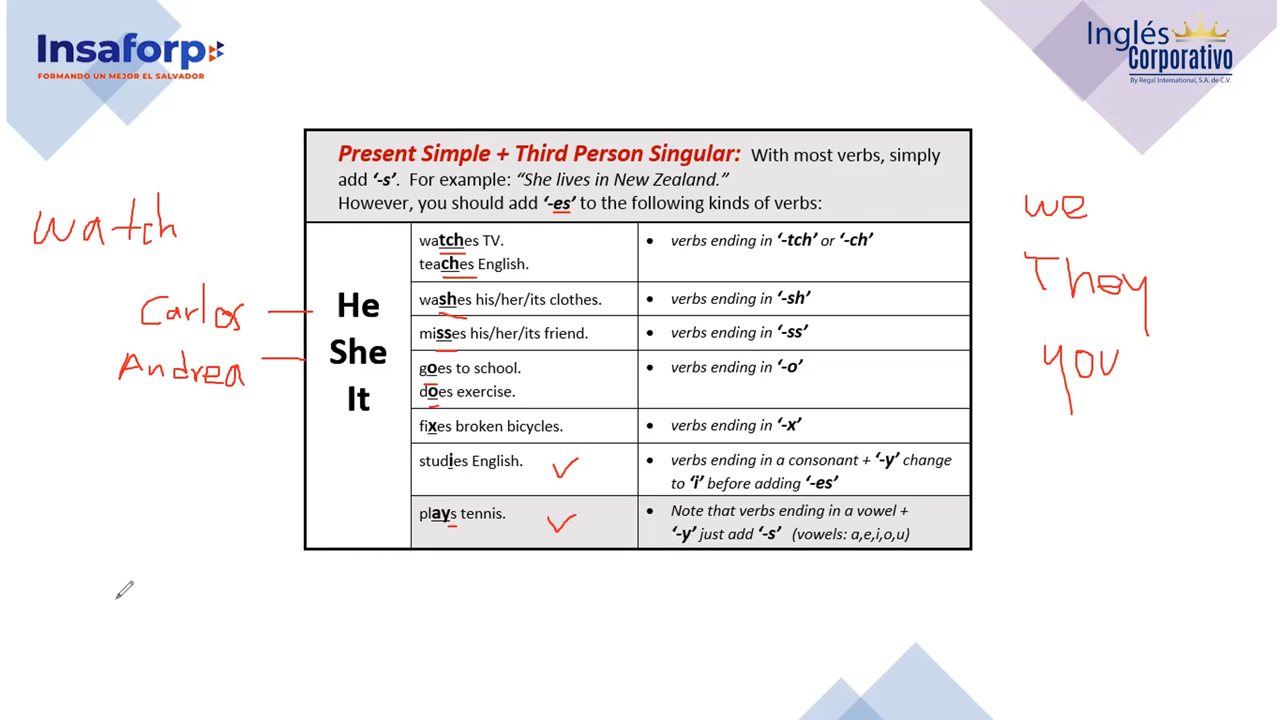 Insaforp
FORMANDO UN MEJOR EL SALVADOR
Inglés
Corporativo
By Regal International, S.A. de C.V.
Present Simple + Third Person Singular: With most verbs, simply
add ‘-s’. For example: “She lives in New Zealand.”
However, you should add ‘-es’ to the following kinds of verbs:
watch
Carlos
Andrea
He
She
It
watches TV.
teaches English.
• verbs ending in ‘-tch’ or ‘-ch’
washes his/her/its clothes.
• verbs ending in ‘-sh’
misses his/her/its friend.
• verbs ending in ‘-ss’
goes to school.
does exercise.
• verbs ending in ‘-o’
fixes broken bicycles.
• verbs ending in ‘-x’
studies English.
• verbs ending in a consonant + ‘-y’ change
to ‘i’ before adding ‘-es’
plays tennis.
• Note that verbs ending in a vowel +
‘-y’ just add ‘-s’ (vowels: a,e,i,o,u)
we
They
you